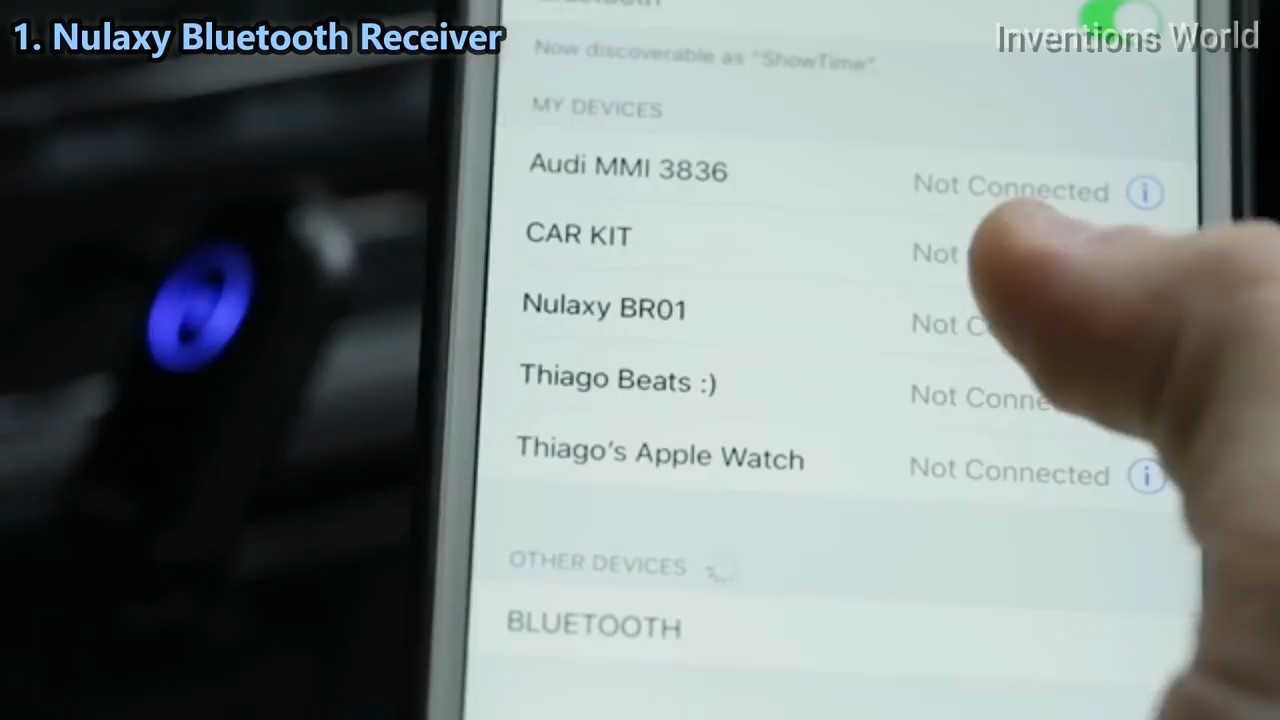 1. Nulaxy Bluetooth Receiver
Inventions World
Now discoverable as "ShowTime".
MY DEVICES
Audi MMI 3836 Not Connected
CAR KIT Not
Nulaxy BR01 Not
Thiago Beats :) Not
Thiago's Apple Watch Not Connected
OTHER DEVICES
BLUETOOTH